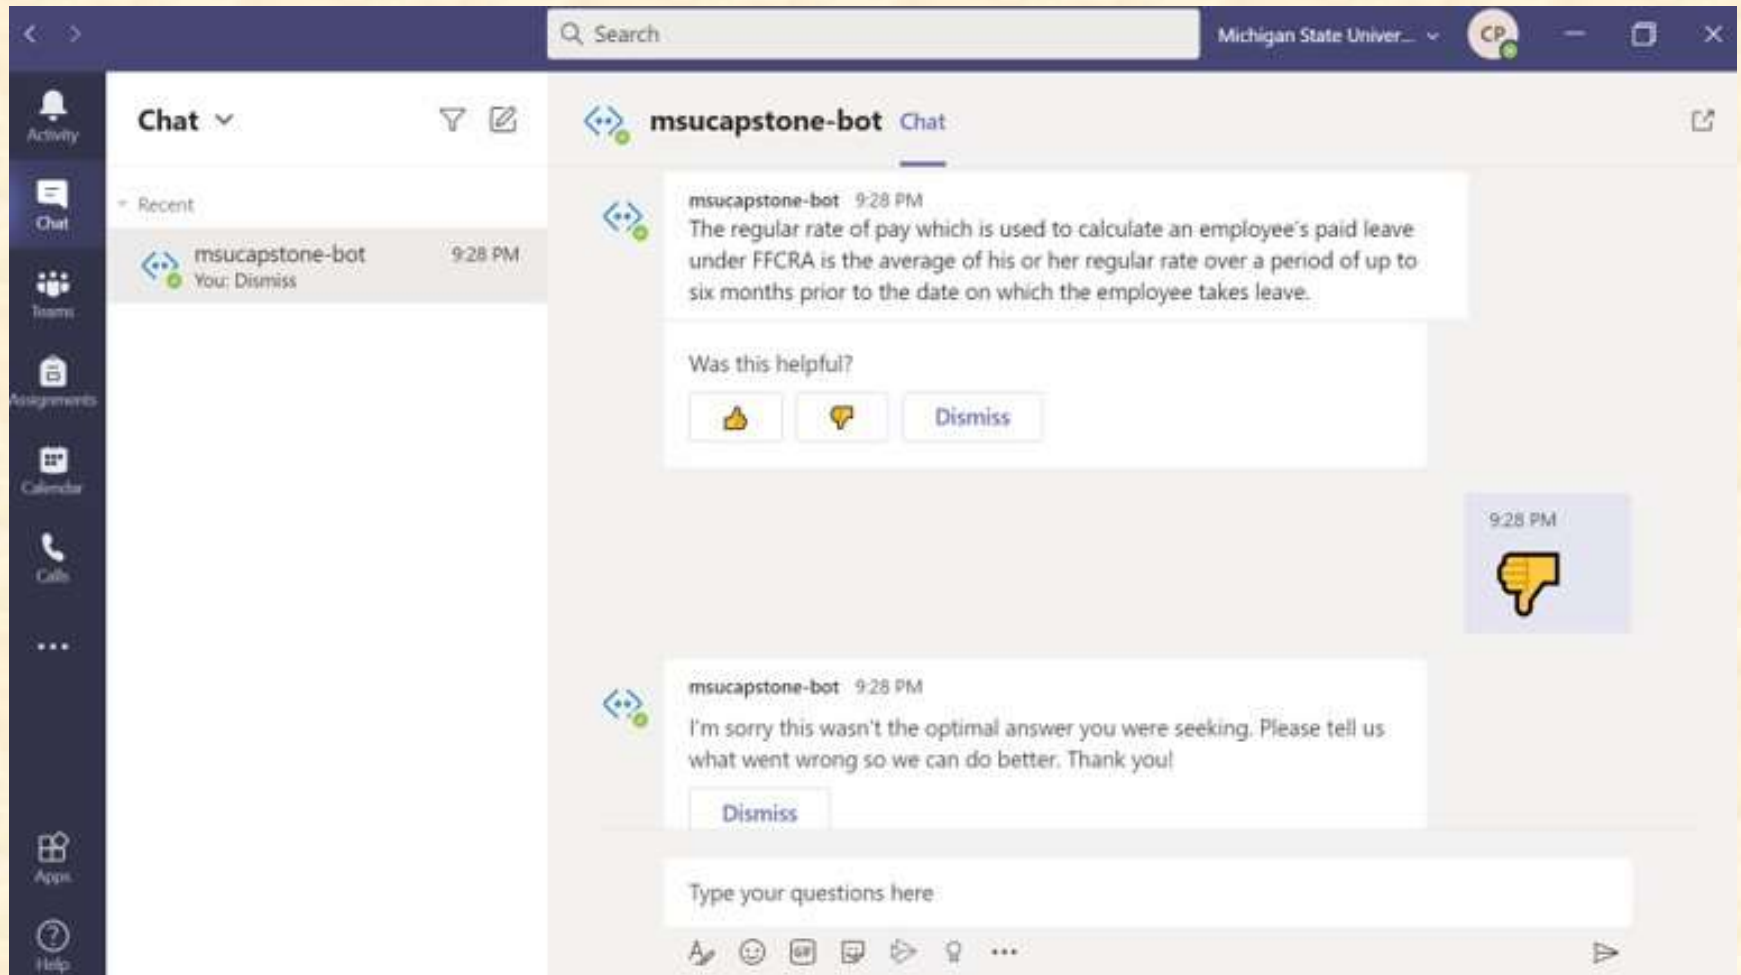 Search
Michigan State Univer...
CP
Activity
Chat
Teams
Assignments
Calendar
Calls
Apps
Help
Chat
Recent
msucapstone-bot 9:28 PM
You: Dismiss
msucapstone-bot Chat
msucapstone-bot 9:28 PM
The regular rate of pay which is used to calculate an employee's paid leave
under FFCRA is the average of his or her regular rate over a period of up to
six months prior to the date on which the employee takes leave.
Was this helpful?
Dismiss
9:28 PM
msucapstone-bot 9:28 PM
I'm sorry this wasn't the optimal answer you were seeking. Please tell us
what went wrong so we can do better. Thank you!
Dismiss
Type your questions here
GIF